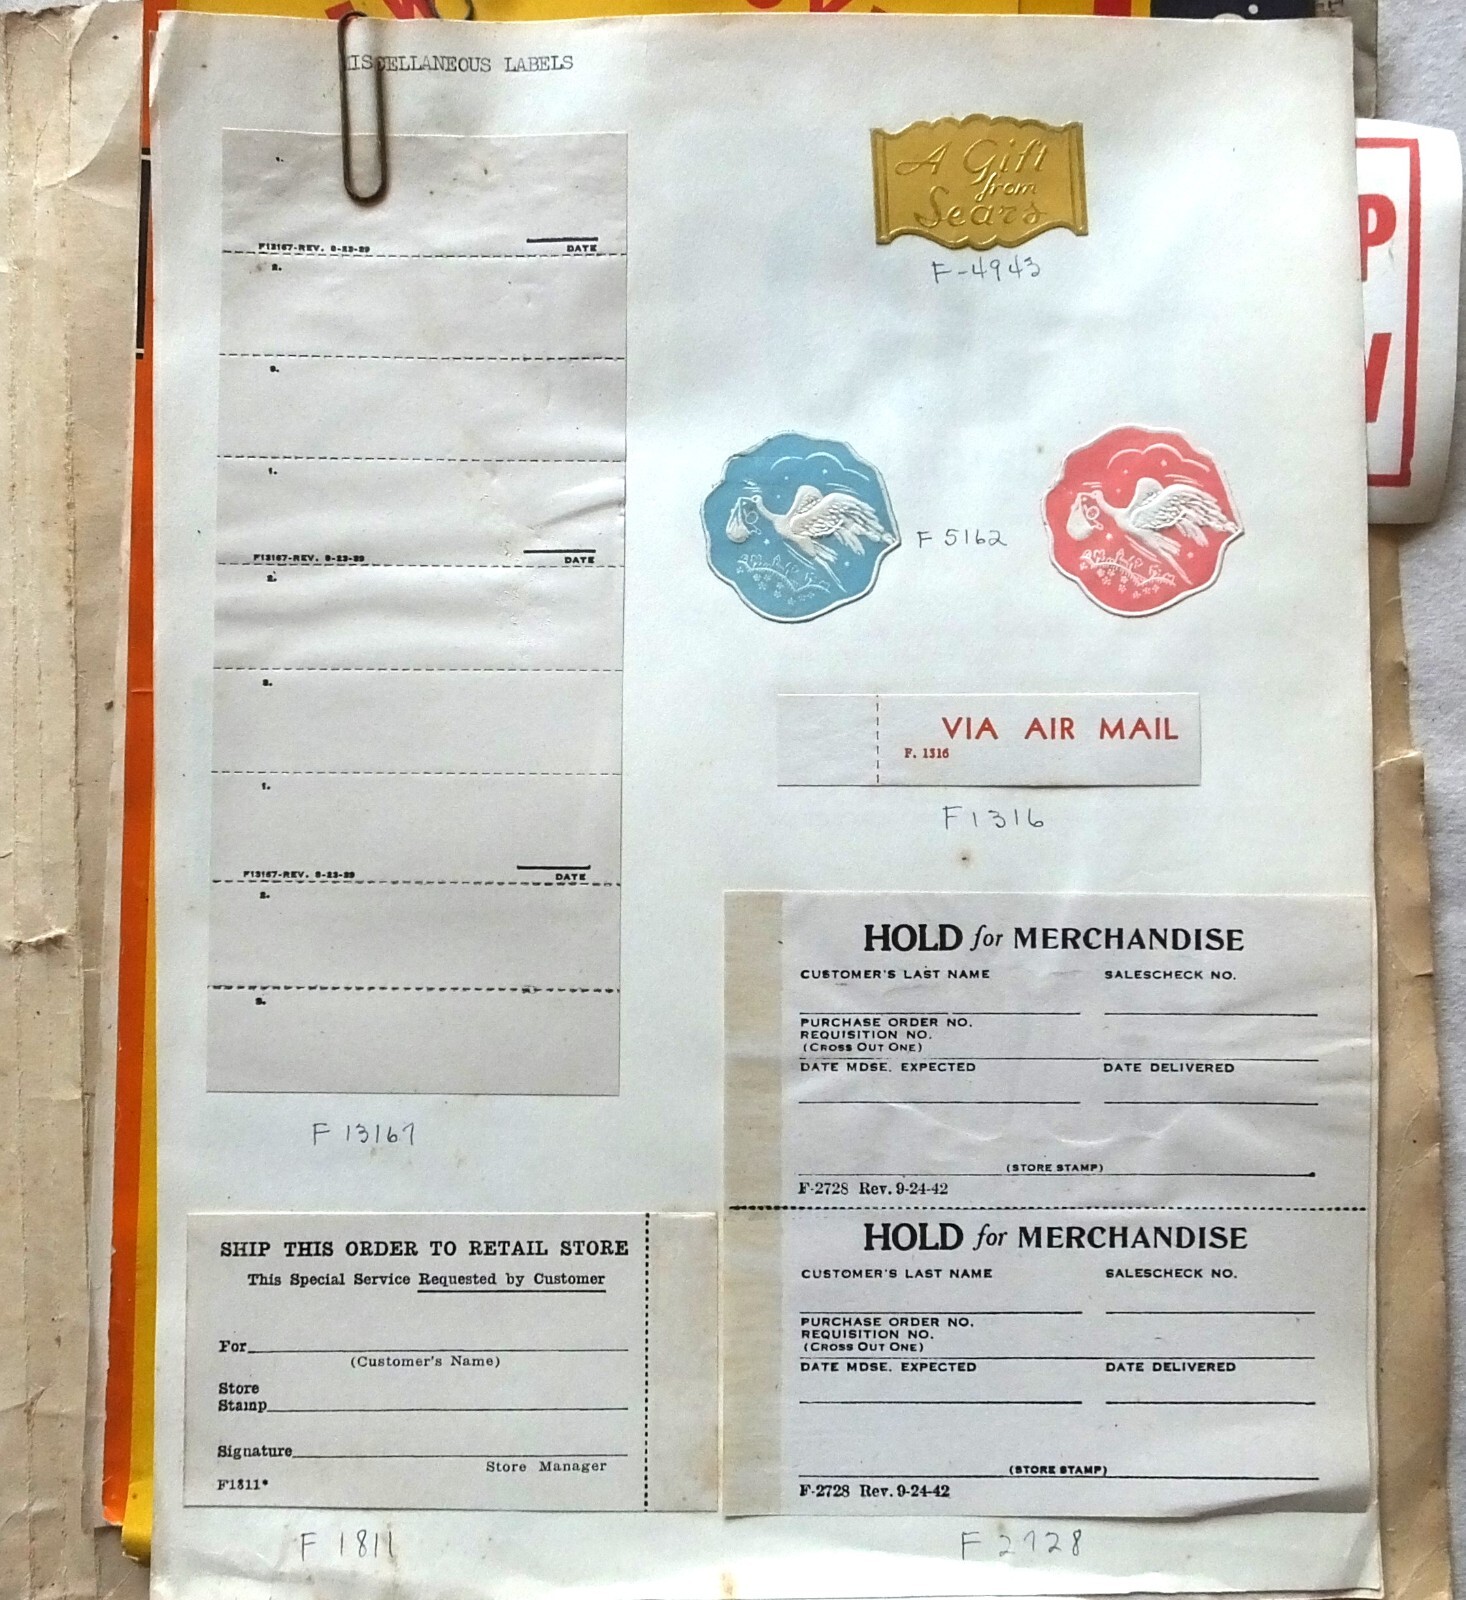 MISCELLANEOUS LABELS
1.
F13167-REV. 8-23-39 DATE
2.
3.
1.
F13167-REV. 8-23-39 DATE
2.
3.
1.
F13167-REV. 8-23-39 DATE
2.
3.
F 13167
SHIP THIS ORDER TO RETAIL STORE
This Special Service Requested by Customer
For
(Customer's Name)
Store
Stamp
Signature
Store Manager
F1811*
F 1811
A Gift
from
Sears
F-4943
F 5162
VIA AIR MAIL
F. 1316
F 1316
HOLD for MERCHANDISE
CUSTOMER'S LAST NAME SALESCHECK NO.
PURCHASE ORDER NO.
REQUISITION NO.
(CROSS OUT ONE)
DATE MDSE. EXPECTED DATE DELIVERED
(STORE STAMP)
F-2728 Rev. 9-24-42
HOLD for MERCHANDISE
CUSTOMER'S LAST NAME SALESCHECK NO.
PURCHASE ORDER NO.
REQUISITION NO.
(CROSS OUT ONE)
DATE MDSE. EXPECTED DATE DELIVERED
(STORE STAMP)
F-2728 Rev. 9-24-42
F 2728